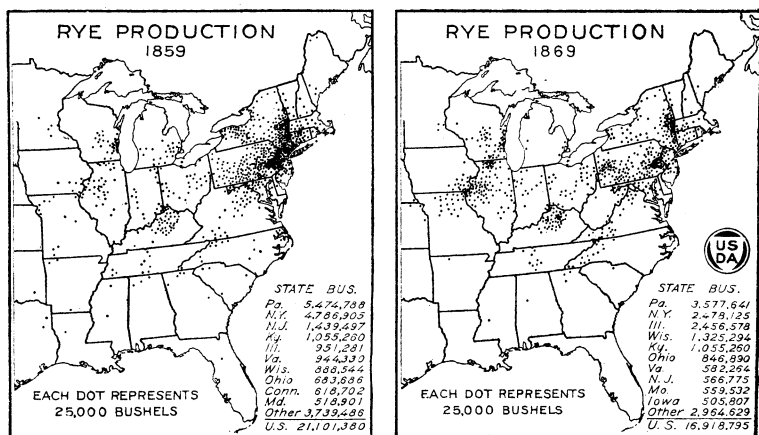 RYE PRODUCTION
1859
STATE BUS.
Pa. 5,474,788
N.Y. 4,786,905
N.J. 1,439,497
Ky. 1,055,260
Ill. 951,281
Va. 944,330
Wis. 888,544
Ohio 683,686
Conn. 618,702
Md. 518,901
Other 3,739,486
U.S. 21,101,380
EACH DOT REPRESENTS
25,000 BUSHELS
RYE PRODUCTION
1869
US
DA
STATE BUS.
Pa. 3,577,641
N.Y. 2,478,125
Ill. 2,456,578
Wis. 1,325,294
Ky. 1,055,260
Ohio 846,890
Va. 582,264
N.J. 566,775
Mo. 559,532
Iowa 505,807
Other 2,964,629
U.S. 16,918,795
EACH DOT REPRESENTS
25,000 BUSHELS